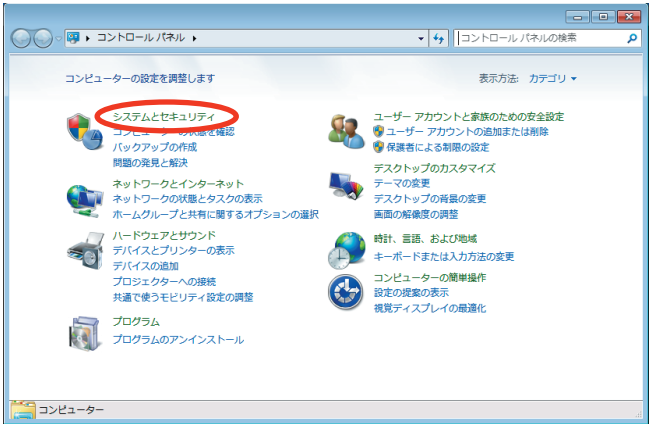 コントロール パネル
コントロール パネルの検索
コンピューターの設定を調整します
表示方法: カテゴリ
システムとセキュリティ
コンピューターの状態を確認
バックアップの作成
問題の発見と解決
ネットワークとインターネット
ネットワークの状態とタスクの表示
ホームグループと共有に関するオプションの選択
ハードウェアとサウンド
デバイスとプリンターの表示
デバイスの追加
プロジェクターへの接続
共通で使うモビリティ設定の調整
プログラム
プログラムのアンインストール
ユーザー アカウントと家族のための安全設定
ユーザー アカウントの追加または削除
保護者による制限の設定
デスクトップのカスタマイズ
テーマの変更
デスクトップの背景の変更
画面の解像度の調整
時計、言語、および地域
キーボードまたは入力方法の変更
コンピューターの簡単操作
設定の提案の表示
視覚ディスプレイの最適化
コンピューター